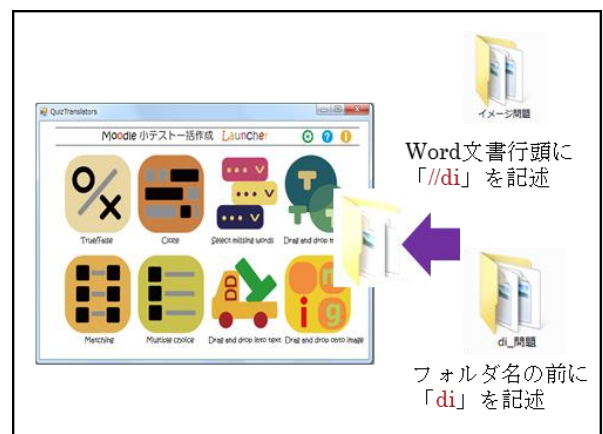 QuizTranslators
Moodle 小テスト一括作成 Launcher
True/False
Cloze
Select missing words
Drag and drop m
Matching
Multiple choice
Drag and drop into text
Drag and drop onto image
イメージ問題
Word文書行頭に
「//di」を記述
di_問題
フォルダ名の前に
「di」を記述